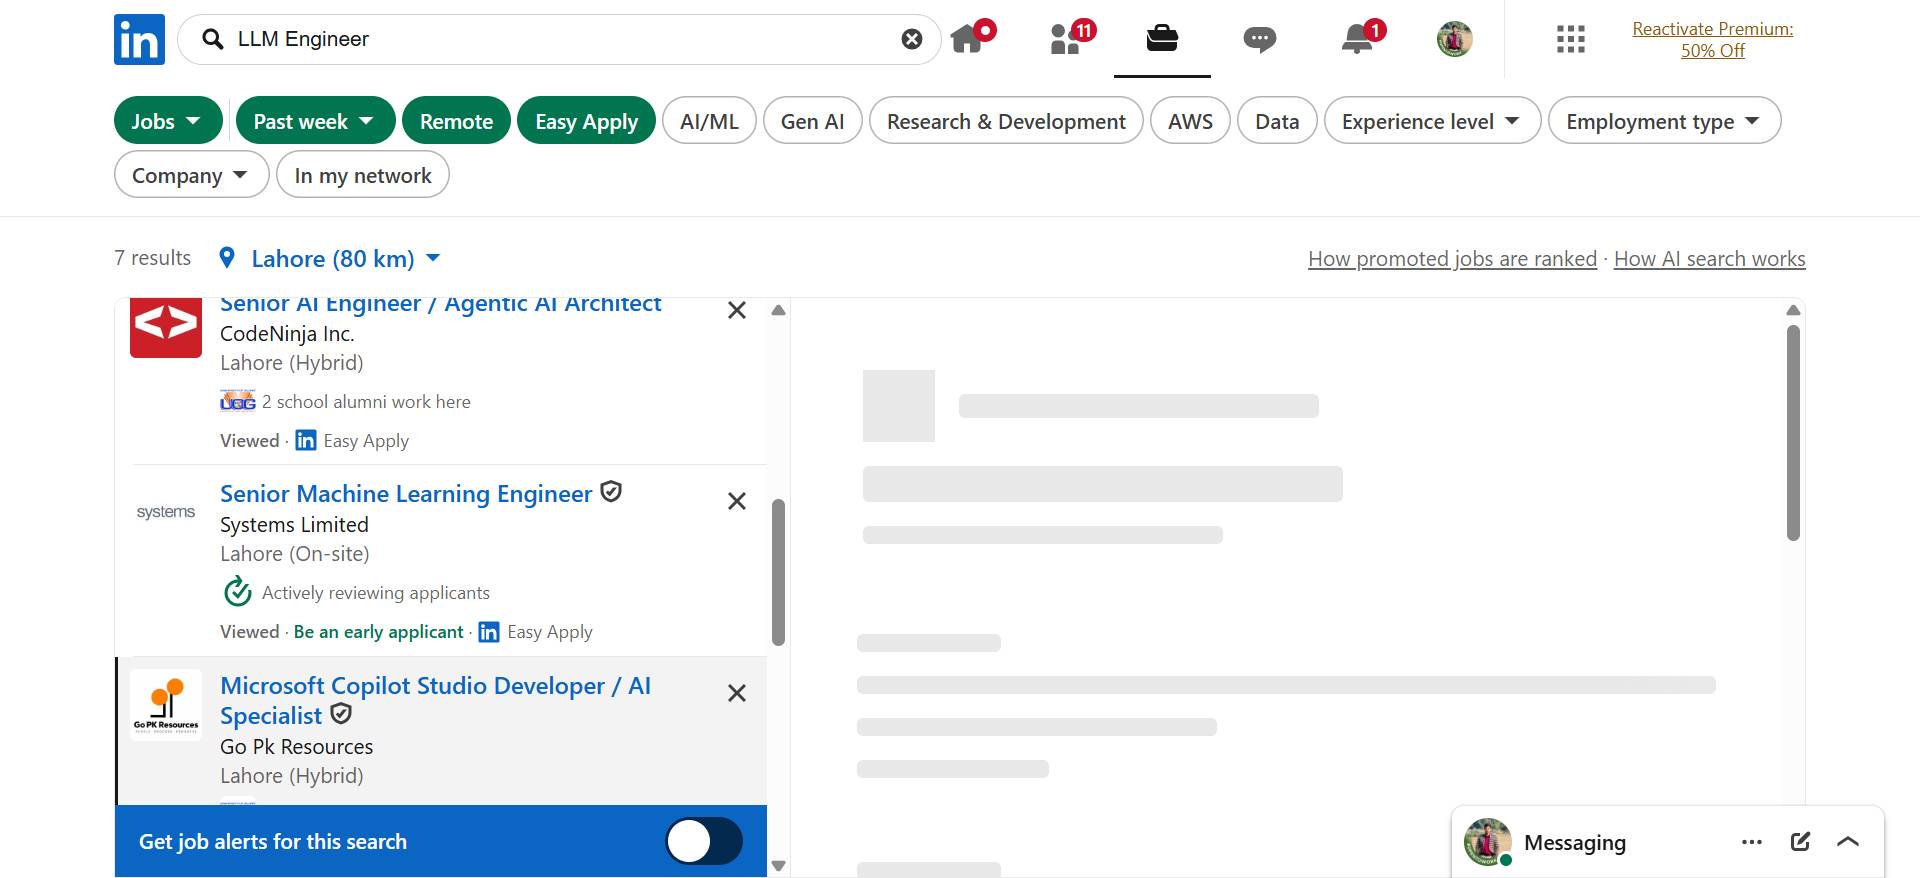 in
LLM Engineer
11
1
Reactivate Premium:
50% Off
Jobs
Past week
Remote
Easy Apply
AI/ML
Gen AI
Research & Development
AWS
Data
Experience level
Employment type
Company
In my network
7 results
Lahore (80 km)
How promoted jobs are ranked · How AI search works
Senior AI Engineer / Agentic AI Architect
CodeNinja Inc.
Lahore (Hybrid)
UOG
2 school alumni work here
Viewed · in Easy Apply
systems
Senior Machine Learning Engineer
Systems Limited
Lahore (On-site)
Actively reviewing applicants
Viewed · Be an early applicant · in Easy Apply
Go PK Resources
Microsoft Copilot Studio Developer / AI
Specialist
Go Pk Resources
Lahore (Hybrid)
Get job alerts for this search
Messaging